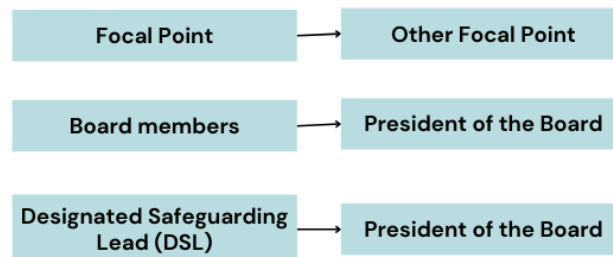 Focal Point
Other Focal Point
Board members
President of the Board
Designated Safeguarding
Lead (DSL)
President of the Board